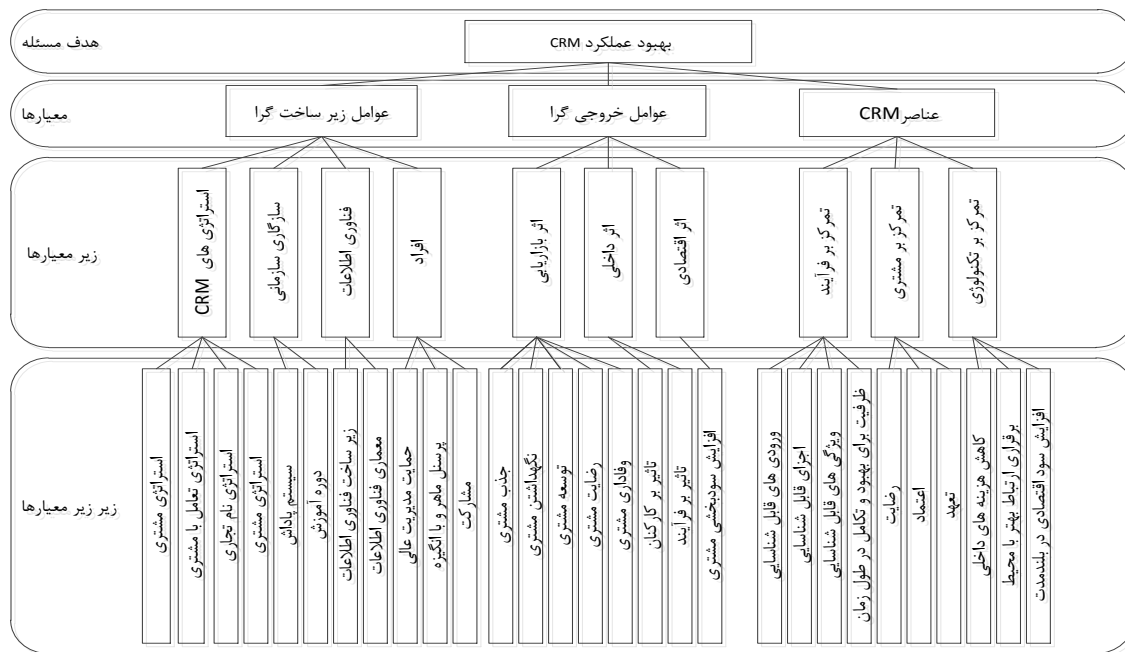 هدف مسئله
بهبود عملکرد CRM
معیارها
عناصر CRM
عوامل خروجی گرا
عوامل زیر ساخت گرا
زیر معیارها
تمرکز بر تکنولوژی
تمرکز بر مشتری
تمرکز بر فرآیند
اثر اقتصادی
اثر داخلی
اثر بازاریابی
افراد
فناوری اطلاعات
سازگاری سازمانی
استراتژی های CRM
زیر زیر معیارها
افزایش سود اقتصادی در بلندمدت
برقراری ارتباط بهتر با محیط
کاهش هزینه های داخلی
تعهد
اعتماد
رضایت
ظرفیت برای بهبود و تکامل در طول زمان
ویژگی های قابل شناسایی
اجزای قابل شناسایی
ورودی های قابل شناسایی
افزایش سودبخشی مشتری
تاثیر بر فرآیند
تاثیر بر کارکنان
وفاداری مشتری
رضایت مشتری
توسعه مشتری
نگهداشتن مشتری
جذب مشتری
مشارکت
پرسنل ماهر و با انگیزه
حمایت مدیریت عالی
معماری فناوری اطلاعات
زیر ساخت فناوری اطلاعات
دوره آموزش
سیستم پاداش
استراتژی مشتری
استراتژی نام تجاری
استراتژی تعامل با مشتری
استراتژی مشتری